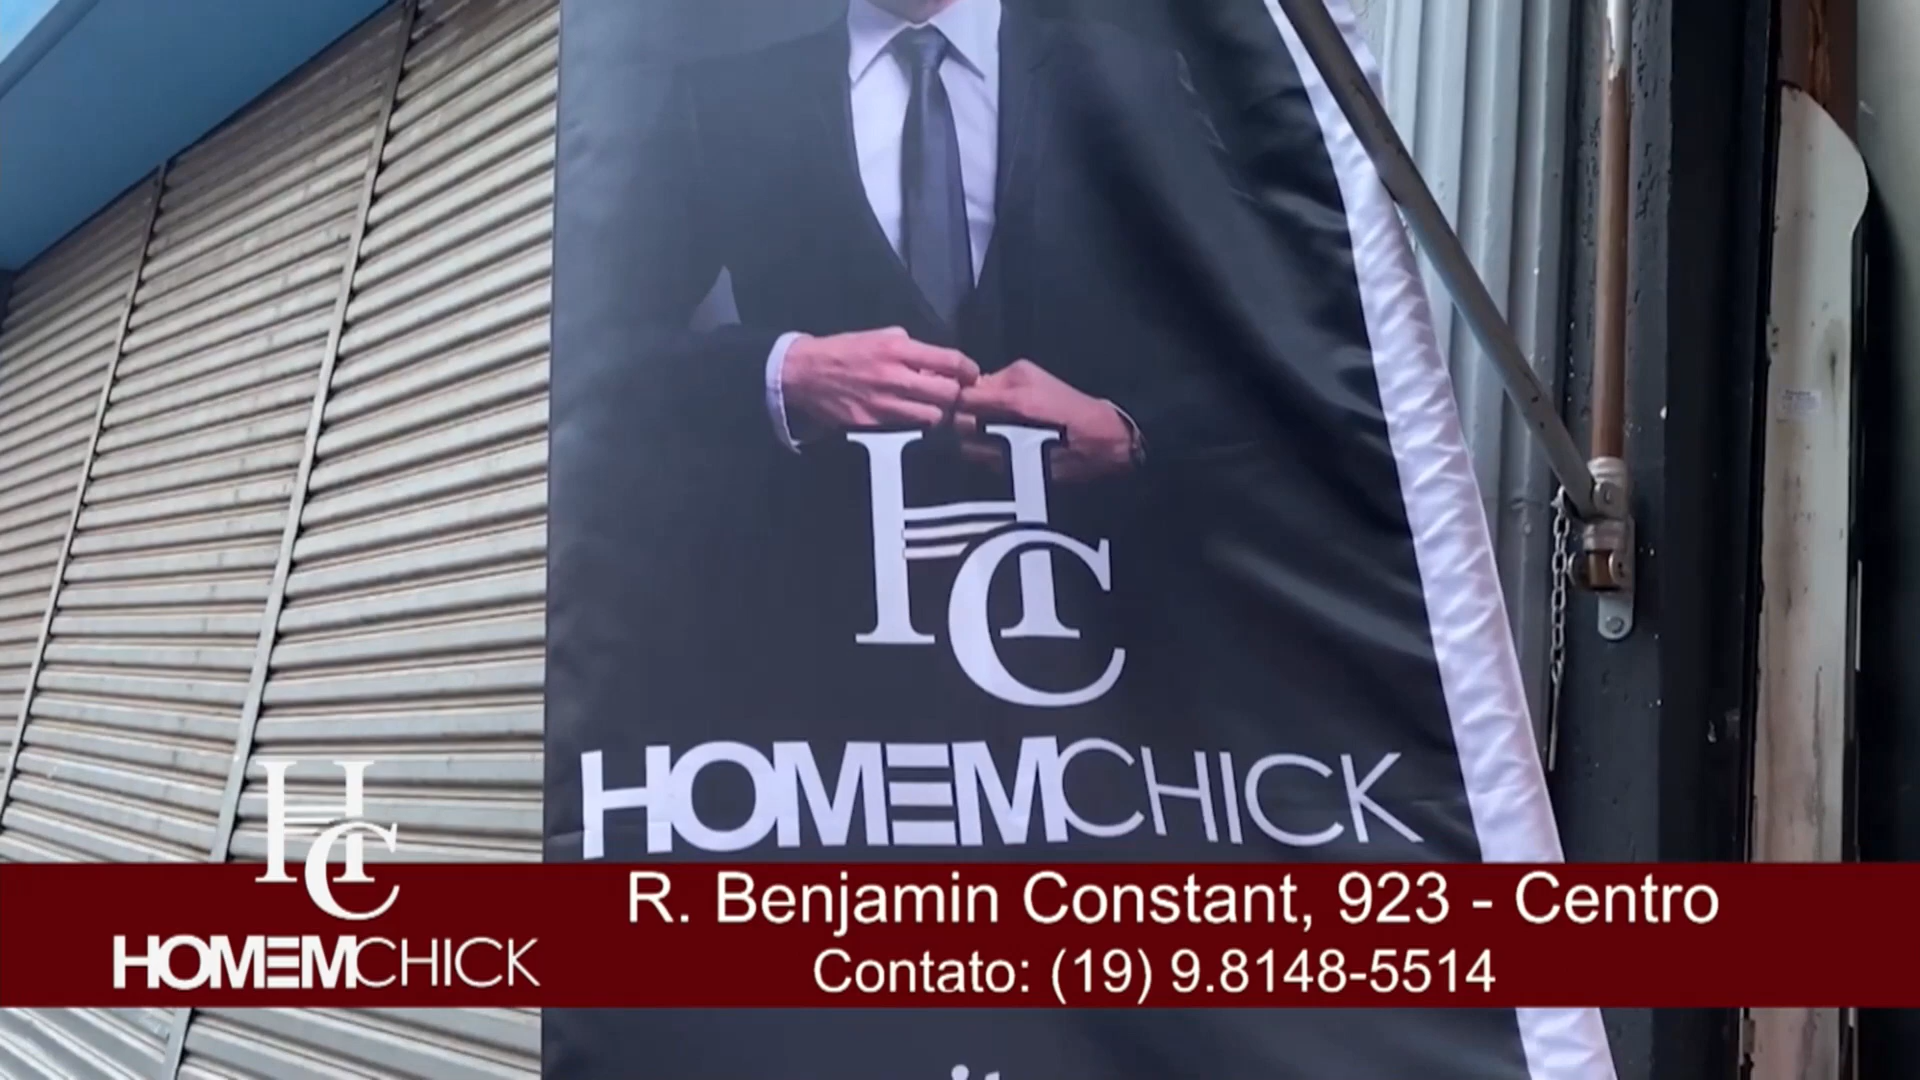 HC
HOMEMCHICK
HC
HOMEMCHICK
R. Benjamin Constant, 923 - Centro
Contato: (19) 9.8148-5514